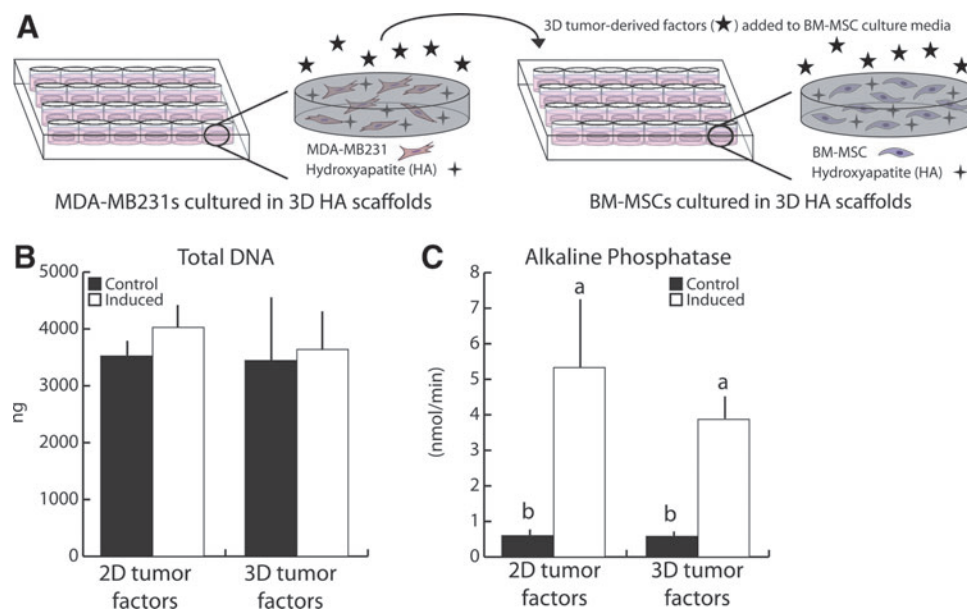 A
3D tumor-derived factors (★) added to BM-MSC culture media
MDA-MB231
Hydroxyapatite (HA)
BM-MSC
Hydroxyapatite (HA)
MDA-MB231s cultured in 3D HA scaffolds
BM-MSCs cultured in 3D HA scaffolds
B
Total DNA
Control
Induced
5000
4000
3000
2000
1000
0
ng
2D tumor
factors
3D tumor
factors
C
Alkaline Phosphatase
Control
Induced
8
7
6
5
4
3
2
1
0
(nmol/min)
a
a
b
b
2D tumor
factors
3D tumor
factors